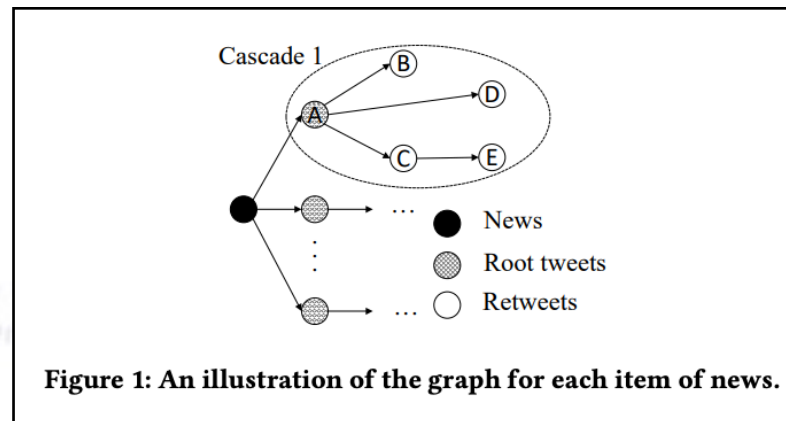 Cascade 1
B
D
A
C
E
...
News
Root tweets
...
Retweets
Figure 1: An illustration of the graph for each item of news.